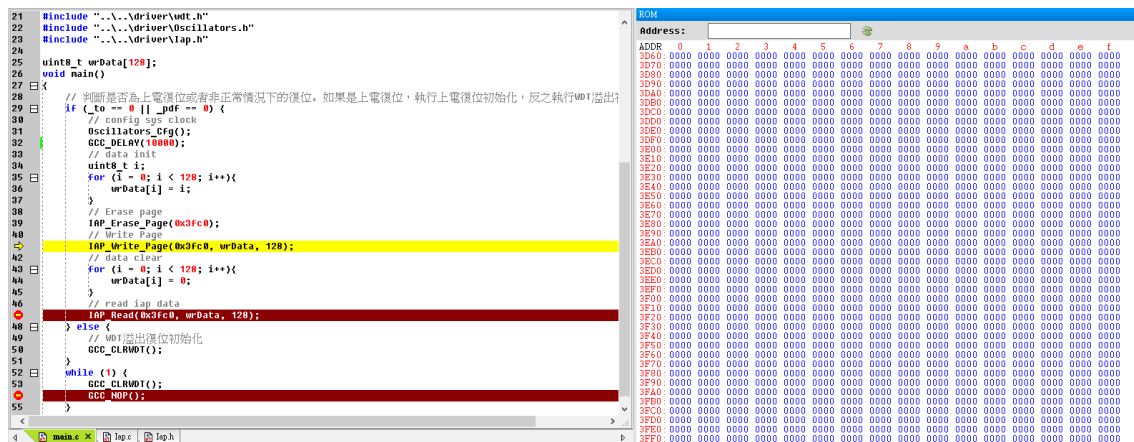 21 #include "..\..\driver\wdt.h"
22 #include "..\..\driver\Oscillators.h"
23 #include "..\..\driver\Iap.h"
24
25 uint8_t wrData[128];
26 void main()
27 {
28 // 判斷是否為上電復位或者非正常情況下的復位。如果是上電復位，執行上電復位初始化，反之執行WDT溢出
29 if (_to == 0 || _pdf == 0) {
30 // config sys clock
31 Oscillators_Cfg();
32 GCC_DELAY(10000);
33 // data init
34 uint8_t i;
35 for (i = 0; i < 128; i++){
36 wrData[i] = i;
37 }
38 // Erase page
39 IAP_Erase_Page(0x3fc0);
40 // Write Page
IAP_Write_Page(0x3fc0, wrData, 128);
42 // data clear
43 for (i = 0; i < 128; i++){
44 wrData[i] = 0;
45 }
46 // read iap data
IAP_Read(0x3fc0, wrData, 128);
48 } else {
49 // WDT溢出復位初始化
50 GCC_CLRWDT();
51 }
52 while (1) {
53 GCC_CLRWDT();
GCC_NOP();
55 }
main.c × Iap.c Iap.h
ROM
Address:
ADDR 0 1 2 3 4 5 6 7 8 9 a b c d e f
3D60:0000 0000 0000 0000 0000 0000 0000 0000 0000 0000 0000 0000 0000 0000 0000 0000
3D70:0000 0000 0000 0000 0000 0000 0000 0000 0000 0000 0000 0000 0000 0000 0000 0000
3D80:0000 0000 0000 0000 0000 0000 0000 0000 0000 0000 0000 0000 0000 0000 0000 0000
3D90:0000 0000 0000 0000 0000 0000 0000 0000 0000 0000 0000 0000 0000 0000 0000 0000
3DA0:0000 0000 0000 0000 0000 0000 0000 0000 0000 0000 0000 0000 0000 0000 0000 0000
3DB0:0000 0000 0000 0000 0000 0000 0000 0000 0000 0000 0000 0000 0000 0000 0000 0000
3DC0:0000 0000 0000 0000 0000 0000 0000 0000 0000 0000 0000 0000 0000 0000 0000 0000
3DD0:0000 0000 0000 0000 0000 0000 0000 0000 0000 0000 0000 0000 0000 0000 0000 0000
3DE0:0000 0000 0000 0000 0000 0000 0000 0000 0000 0000 0000 0000 0000 0000 0000 0000
3DF0:0000 0000 0000 0000 0000 0000 0000 0000 0000 0000 0000 0000 0000 0000 0000 0000
3E00:0000 0000 0000 0000 0000 0000 0000 0000 0000 0000 0000 0000 0000 0000 0000 0000
3E10:0000 0000 0000 0000 0000 0000 0000 0000 0000 0000 0000 0000 0000 0000 0000 0000
3E20:0000 0000 0000 0000 0000 0000 0000 0000 0000 0000 0000 0000 0000 0000 0000 0000
3E30:0000 0000 0000 0000 0000 0000 0000 0000 0000 0000 0000 0000 0000 0000 0000 0000
3E40:0000 0000 0000 0000 0000 0000 0000 0000 0000 0000 0000 0000 0000 0000 0000 0000
3E50:0000 0000 0000 0000 0000 0000 0000 0000 0000 0000 0000 0000 0000 0000 0000 0000
3E60:0000 0000 0000 0000 0000 0000 0000 0000 0000 0000 0000 0000 0000 0000 0000 0000
3E70:0000 0000 0000 0000 0000 0000 0000 0000 0000 0000 0000 0000 0000 0000 0000 0000
3E80:0000 0000 0000 0000 0000 0000 0000 0000 0000 0000 0000 0000 0000 0000 0000 0000
3E90:0000 0000 0000 0000 0000 0000 0000 0000 0000 0000 0000 0000 0000 0000 0000 0000
3EA0:0000 0000 0000 0000 0000 0000 0000 0000 0000 0000 0000 0000 0000 0000 0000 0000
3EB0:0000 0000 0000 0000 0000 0000 0000 0000 0000 0000 0000 0000 0000 0000 0000 0000
3EC0:0000 0000 0000 0000 0000 0000 0000 0000 0000 0000 0000 0000 0000 0000 0000 0000
3ED0:0000 0000 0000 0000 0000 0000 0000 0000 0000 0000 0000 0000 0000 0000 0000 0000
3EE0:0000 0000 0000 0000 0000 0000 0000 0000 0000 0000 0000 0000 0000 0000 0000 0000
3EF0:0000 0000 0000 0000 0000 0000 0000 0000 0000 0000 0000 0000 0000 0000 0000 0000
3F00:0000 0000 0000 0000 0000 0000 0000 0000 0000 0000 0000 0000 0000 0000 0000 0000
3F10:0000 0000 0000 0000 0000 0000 0000 0000 0000 0000 0000 0000 0000 0000 0000 0000
3F20:0000 0000 0000 0000 0000 0000 0000 0000 0000 0000 0000 0000 0000 0000 0000 0000
3F30:0000 0000 0000 0000 0000 0000 0000 0000 0000 0000 0000 0000 0000 0000 0000 0000
3F40:0000 0000 0000 0000 0000 0000 0000 0000 0000 0000 0000 0000 0000 0000 0000 0000
3F50:0000 0000 0000 0000 0000 0000 0000 0000 0000 0000 0000 0000 0000 0000 0000 0000
3F60:0000 0000 0000 0000 0000 0000 0000 0000 0000 0000 0000 0000 0000 0000 0000 0000
3F70:0000 0000 0000 0000 0000 0000 0000 0000 0000 0000 0000 0000 0000 0000 0000 0000
3F80:0000 0000 0000 0000 0000 0000 0000 0000 0000 0000 0000 0000 0000 0000 0000 0000
3F90:0000 0000 0000 0000 0000 0000 0000 0000 0000 0000 0000 0000 0000 0000 0000 0000
3FA0:0000 0000 0000 0000 0000 0000 0000 0000 0000 0000 0000 0000 0000 0000 0000 0000
3FB0:0000 0000 0000 0000 0000 0000 0000 0000 0000 0000 0000 0000 0000 0000 0000 0000
3FC0:0000 0000 0000 0000 0000 0000 0000 0000 0000 0000 0000 0000 0000 0000 0000 0000
3FD0:0000 0000 0000 0000 0000 0000 0000 0000 0000 0000 0000 0000 0000 0000 0000 0000
3FE0:0000 0000 0000 0000 0000 0000 0000 0000 0000 0000 0000 0000 0000 0000 0000 0000
3FF0:0000 0000 0000 0000 0000 0000 0000 0000 0000 0000 0000 0000 0000 0000 0000 0000